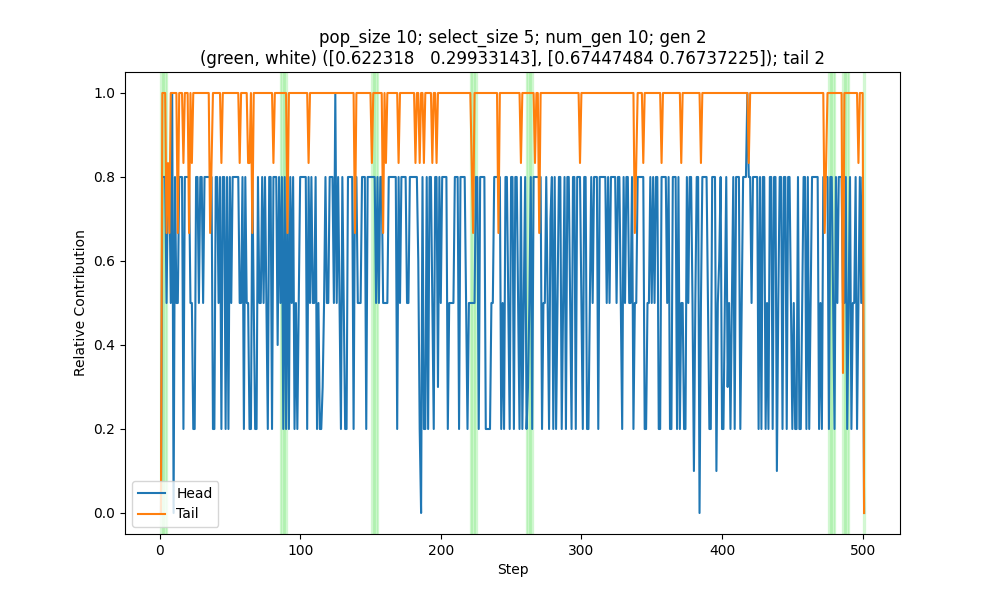 pop_size 10; select_size 5; num_gen 10; gen 2
(green, white) ([0.622318   0.29933143], [0.67447484 0.76737225]); tail 2
1.0
0.8
0.6
0.4
0.2
0.0
Relative Contribution
Head
Tail
0 100 200 300 400 500
Step